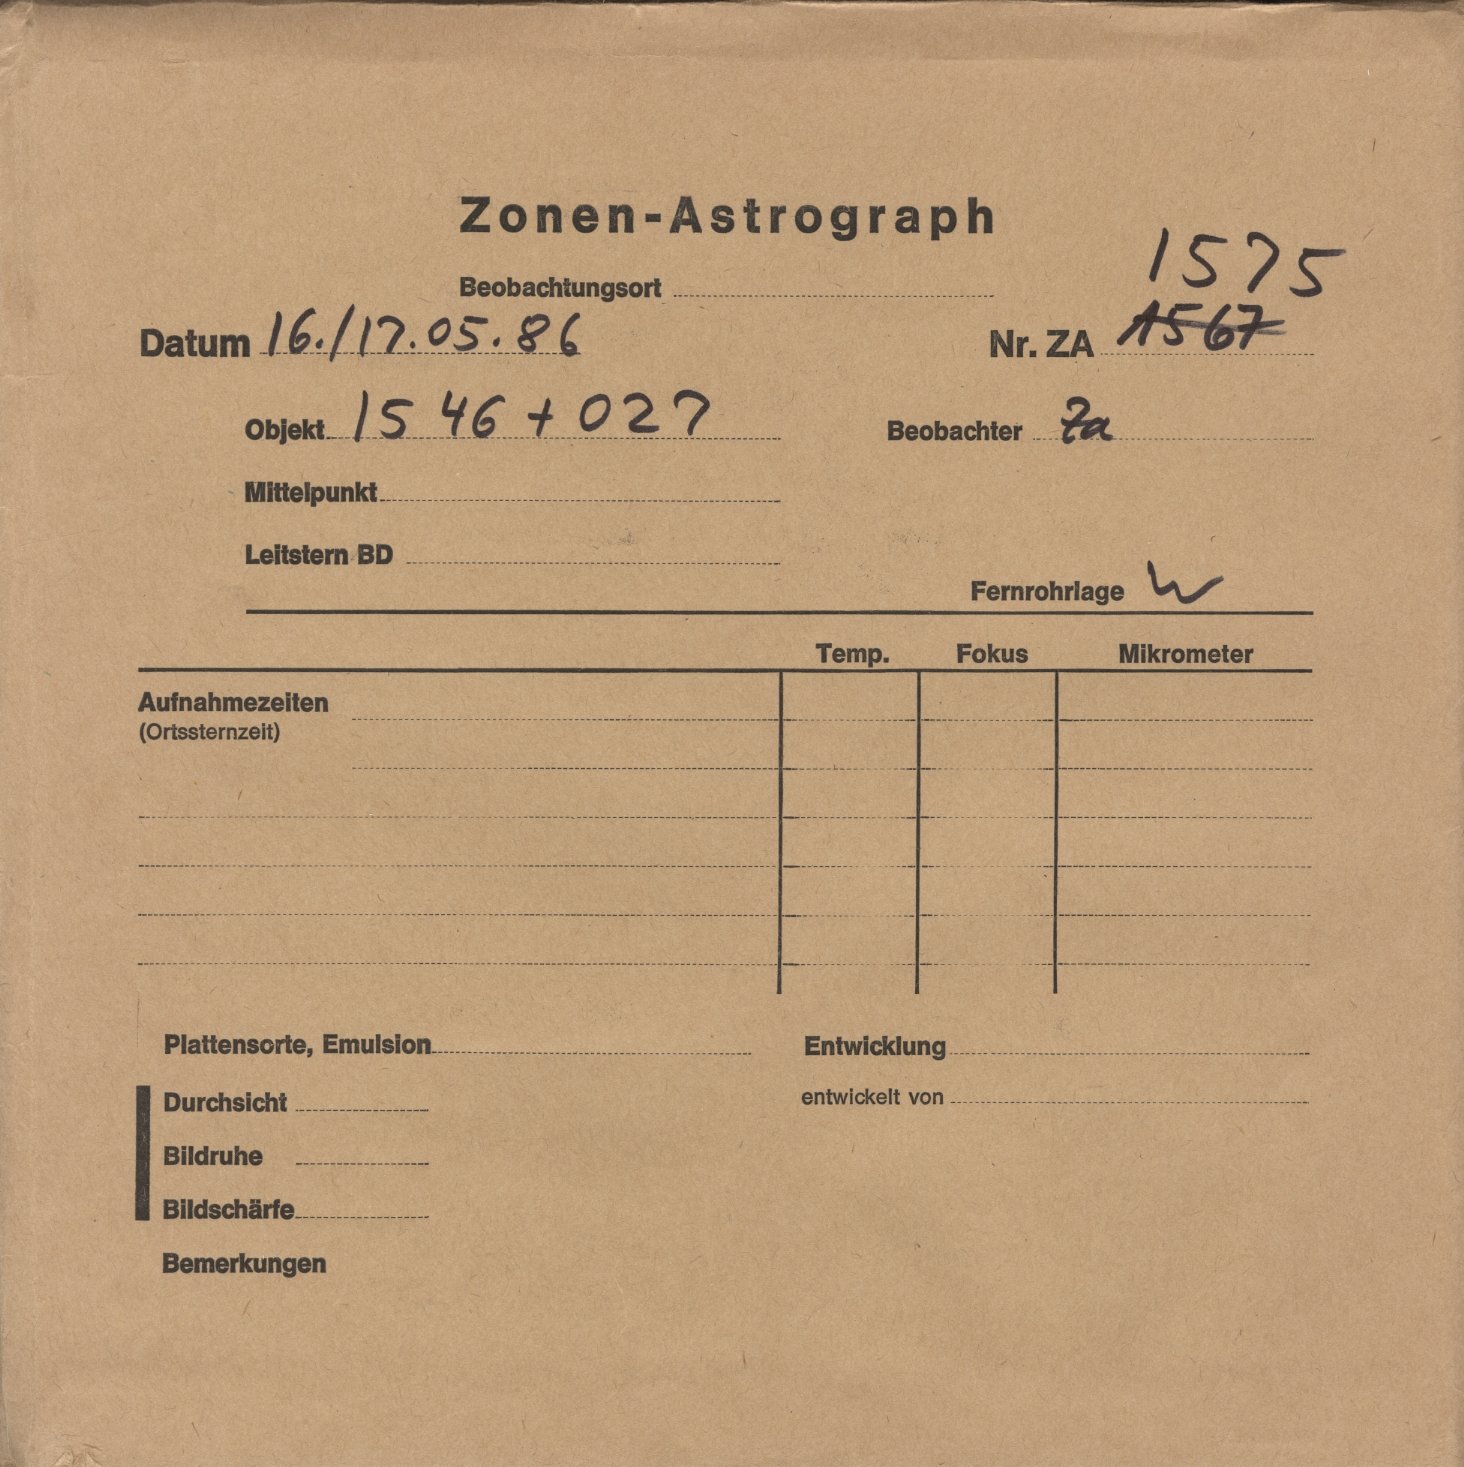 Zonen-Astrograph
1575
Beobachtungsort
Datum 16./17.05.86 Nr. ZA 1567
Objekt 1546+027 Beobachter Za
Mittelpunkt
Leitstern BD
Fernrohrlage W
Temp. Fokus Mikrometer
Aufnahmezeiten
(Ortssternzeit)
Plattensorte, Emulsion Entwicklung
Durchsicht entwickelt von
Bildruhe
Bildschärfe
Bemerkungen